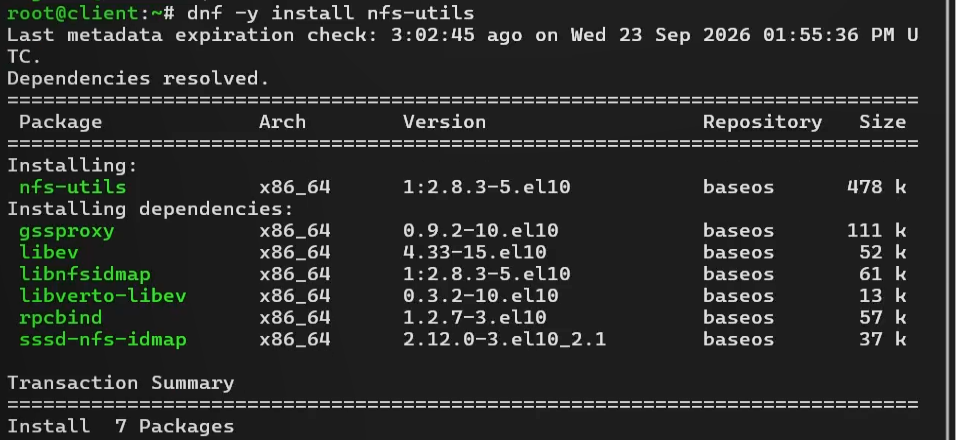 root@client:~# dnf -y install nfs-utils
Last metadata expiration check: 3:02:45 ago on Wed 23 Sep 2026 01:55:36 PM U
TC.
Dependencies resolved.
============================================================================
 Package             Arch        Version                  Repository   Size
============================================================================
Installing:
 nfs-utils           x86_64      1:2.8.3-5.el10           baseos      478 k
Installing dependencies:
 gssproxy            x86_64      0.9.2-10.el10            baseos      111 k
 libev               x86_64      4.33-15.el10             baseos       52 k
 libnfsidmap         x86_64      1:2.8.3-5.el10           baseos       61 k
 libverto-libev      x86_64      0.3.2-10.el10            baseos       13 k
 rpcbind             x86_64      1.2.7-3.el10             baseos       57 k
 sssd-nfs-idmap      x86_64      2.12.0-3.el10_2.1        baseos       37 k

Transaction Summary
============================================================================
Install  7 Packages